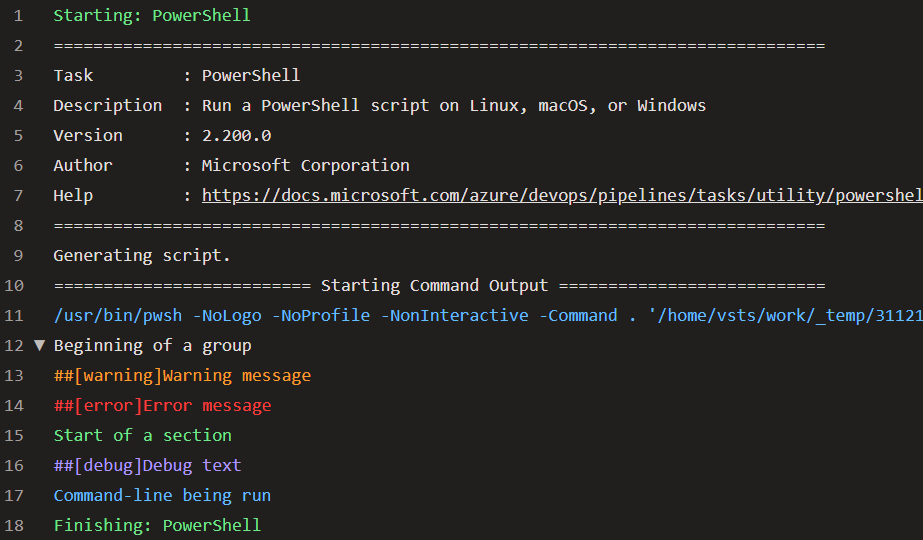 1 Starting: PowerShell
2 ==============================================================================
3 Task         : PowerShell
4 Description  : Run a PowerShell script on Linux, macOS, or Windows
5 Version      : 2.200.0
6 Author       : Microsoft Corporation
7 Help         : https://docs.microsoft.com/azure/devops/pipelines/tasks/utility/powershel
8 ==============================================================================
9 Generating script.
10 ========================== Starting Command Output ===========================
11 /usr/bin/pwsh -NoLogo -NoProfile -NonInteractive -Command . '/home/vsts/work/_temp/31121
12 ▼ Beginning of a group
13 ##[warning]Warning message
14 ##[error]Error message
15 Start of a section
16 ##[debug]Debug text
17 Command-line being run
18 Finishing: PowerShell